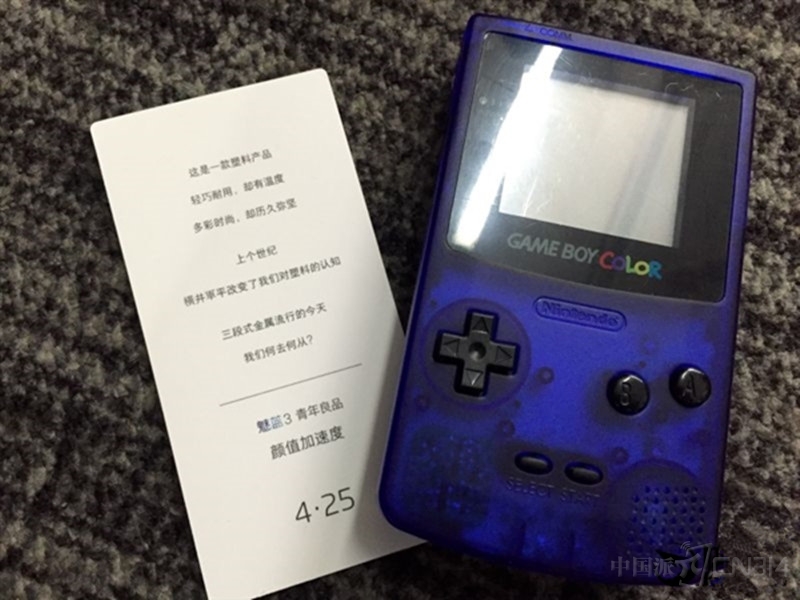 这是一款塑料产品
轻巧耐用，却有温度
多彩时尚，却历久弥坚
上个世纪
横井军平改变了我们对塑料的认知
三段式金属流行的今天
我们何去何从？
魅蓝3 青年良品
颜值加速度
4·25
COMM.
GAME BOY COLOR
Nintendo
B
A
SELECT START
中国派
CN314